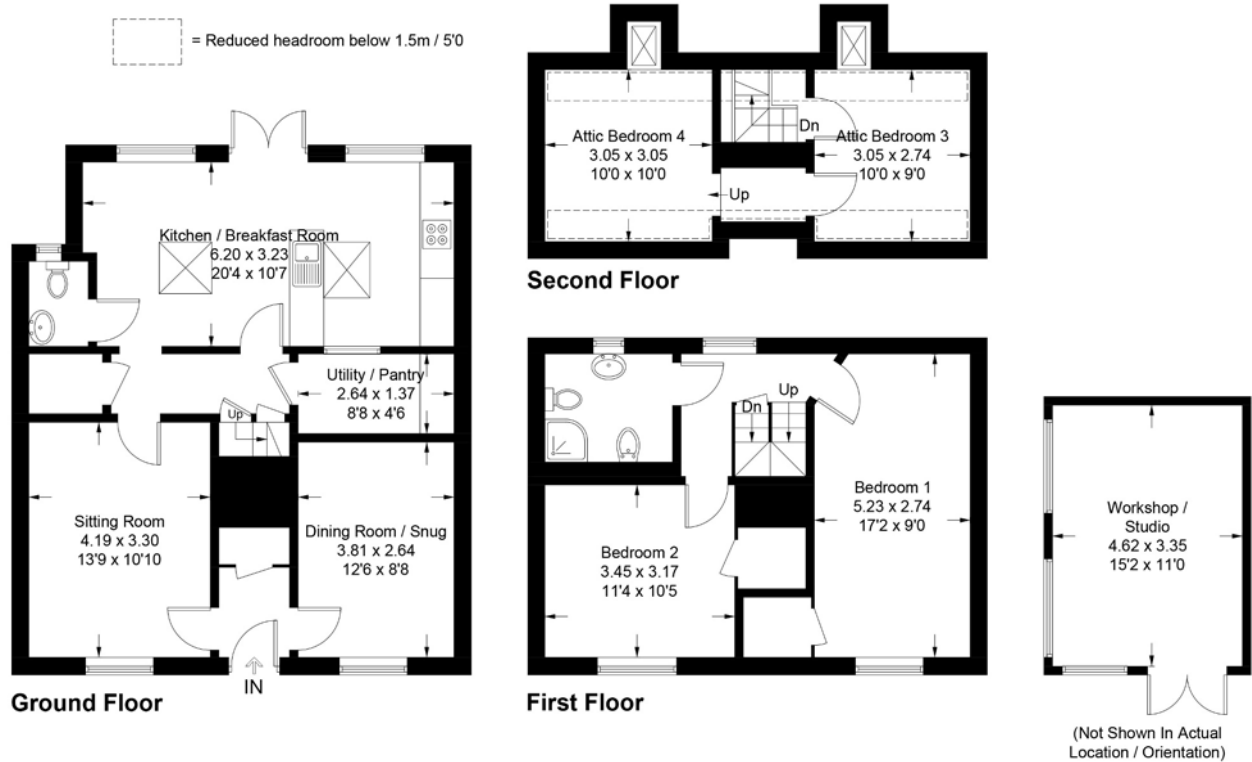 = Reduced headroom below 1.5m / 5'0
Kitchen / Breakfast Room
6.20 x 3.23
20'4 x 10'7
Utility / Pantry
2.64 x 1.37
8'8 x 4'6
Up
Sitting Room
4.19 x 3.30
13'9 x 10'10
Dining Room / Snug
3.81 x 2.64
12'6 x 8'8
IN
Ground Floor
Attic Bedroom 4
3.05 x 3.05
10'0 x 10'0
Dn
Attic Bedroom 3
3.05 x 2.74
10'0 x 9'0
Up
Second Floor
Up
Dn
Bedroom 1
5.23 x 2.74
17'2 x 9'0
Bedroom 2
3.45 x 3.17
11'4 x 10'5
First Floor
Workshop /
Studio
4.62 x 3.35
15'2 x 11'0
(Not Shown In Actual
Location / Orientation)